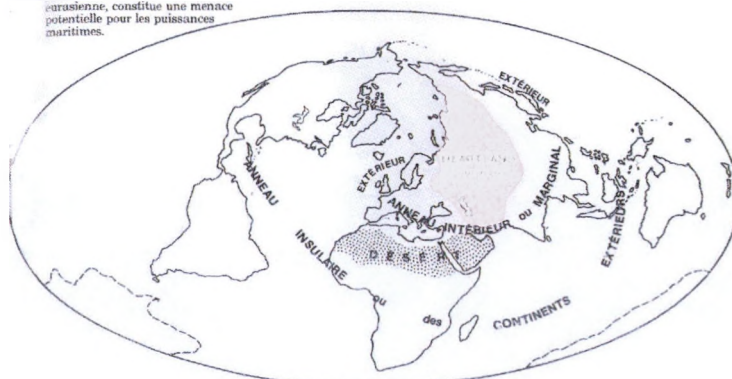 eurasienne, constitue une menace
potentielle pour les puissances
maritimes.
EXTÉRIEUR
EXTÉRIEUR
ANNEAU
ANNEAU INTÉRIEUR OU MARGINAL
INSULAIRE
DÉSERT
EXTÉRIEURS
ou
des
CONTINENTS